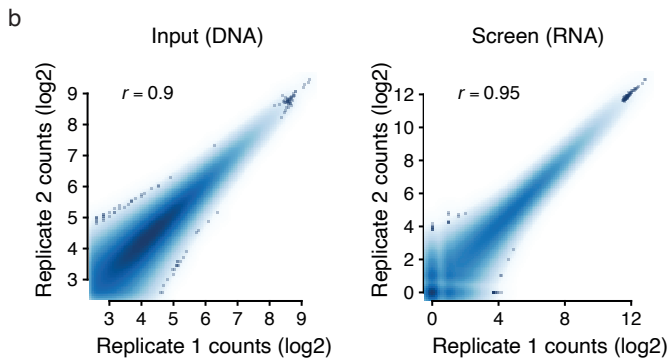 b
Input (DNA)
Screen (RNA)
Replicate 2 counts (log2)
r = 0.9
9
8
7
6
5
4
3
3 4 5 6 7 8 9
Replicate 1 counts (log2)
Replicate 2 counts (log2)
r = 0.95
12
10
8
6
4
2
0
0 4 8 12
Replicate 1 counts (log2)